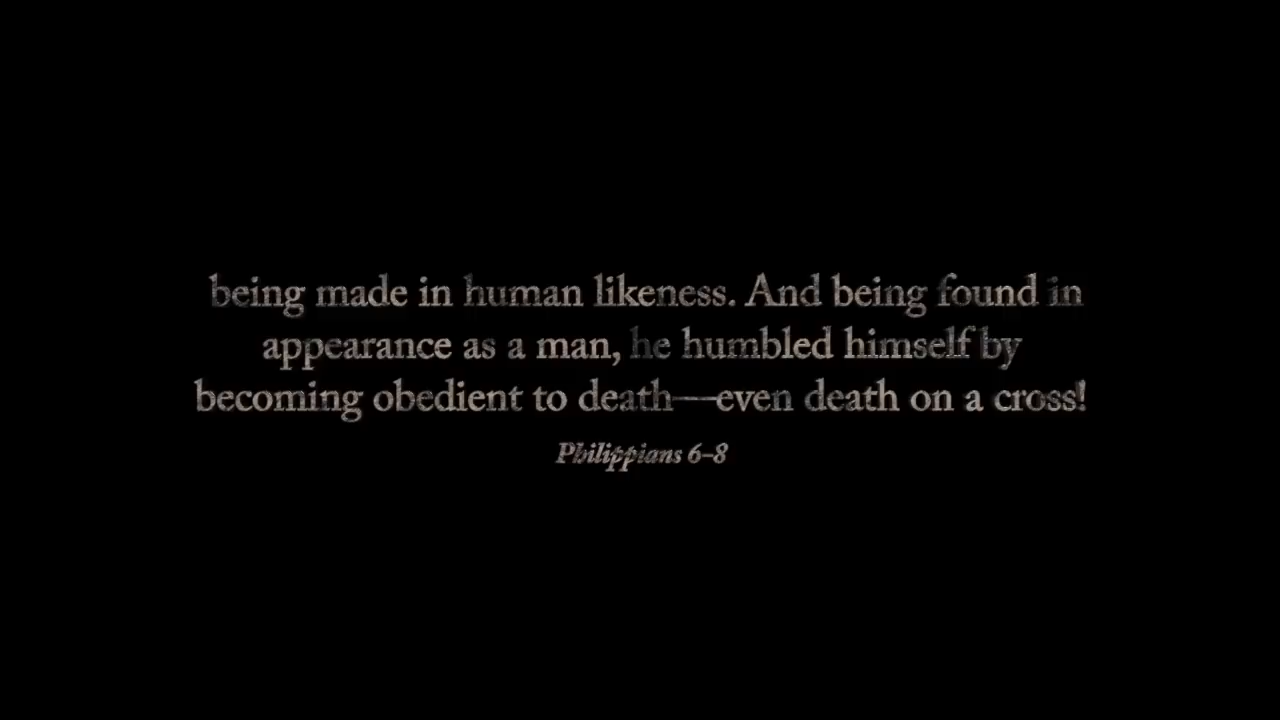 being made in human likeness. And being found in
appearance as a man, he humbled himself by
becoming obedient to death—even death on a cross!
Philippians 6–8